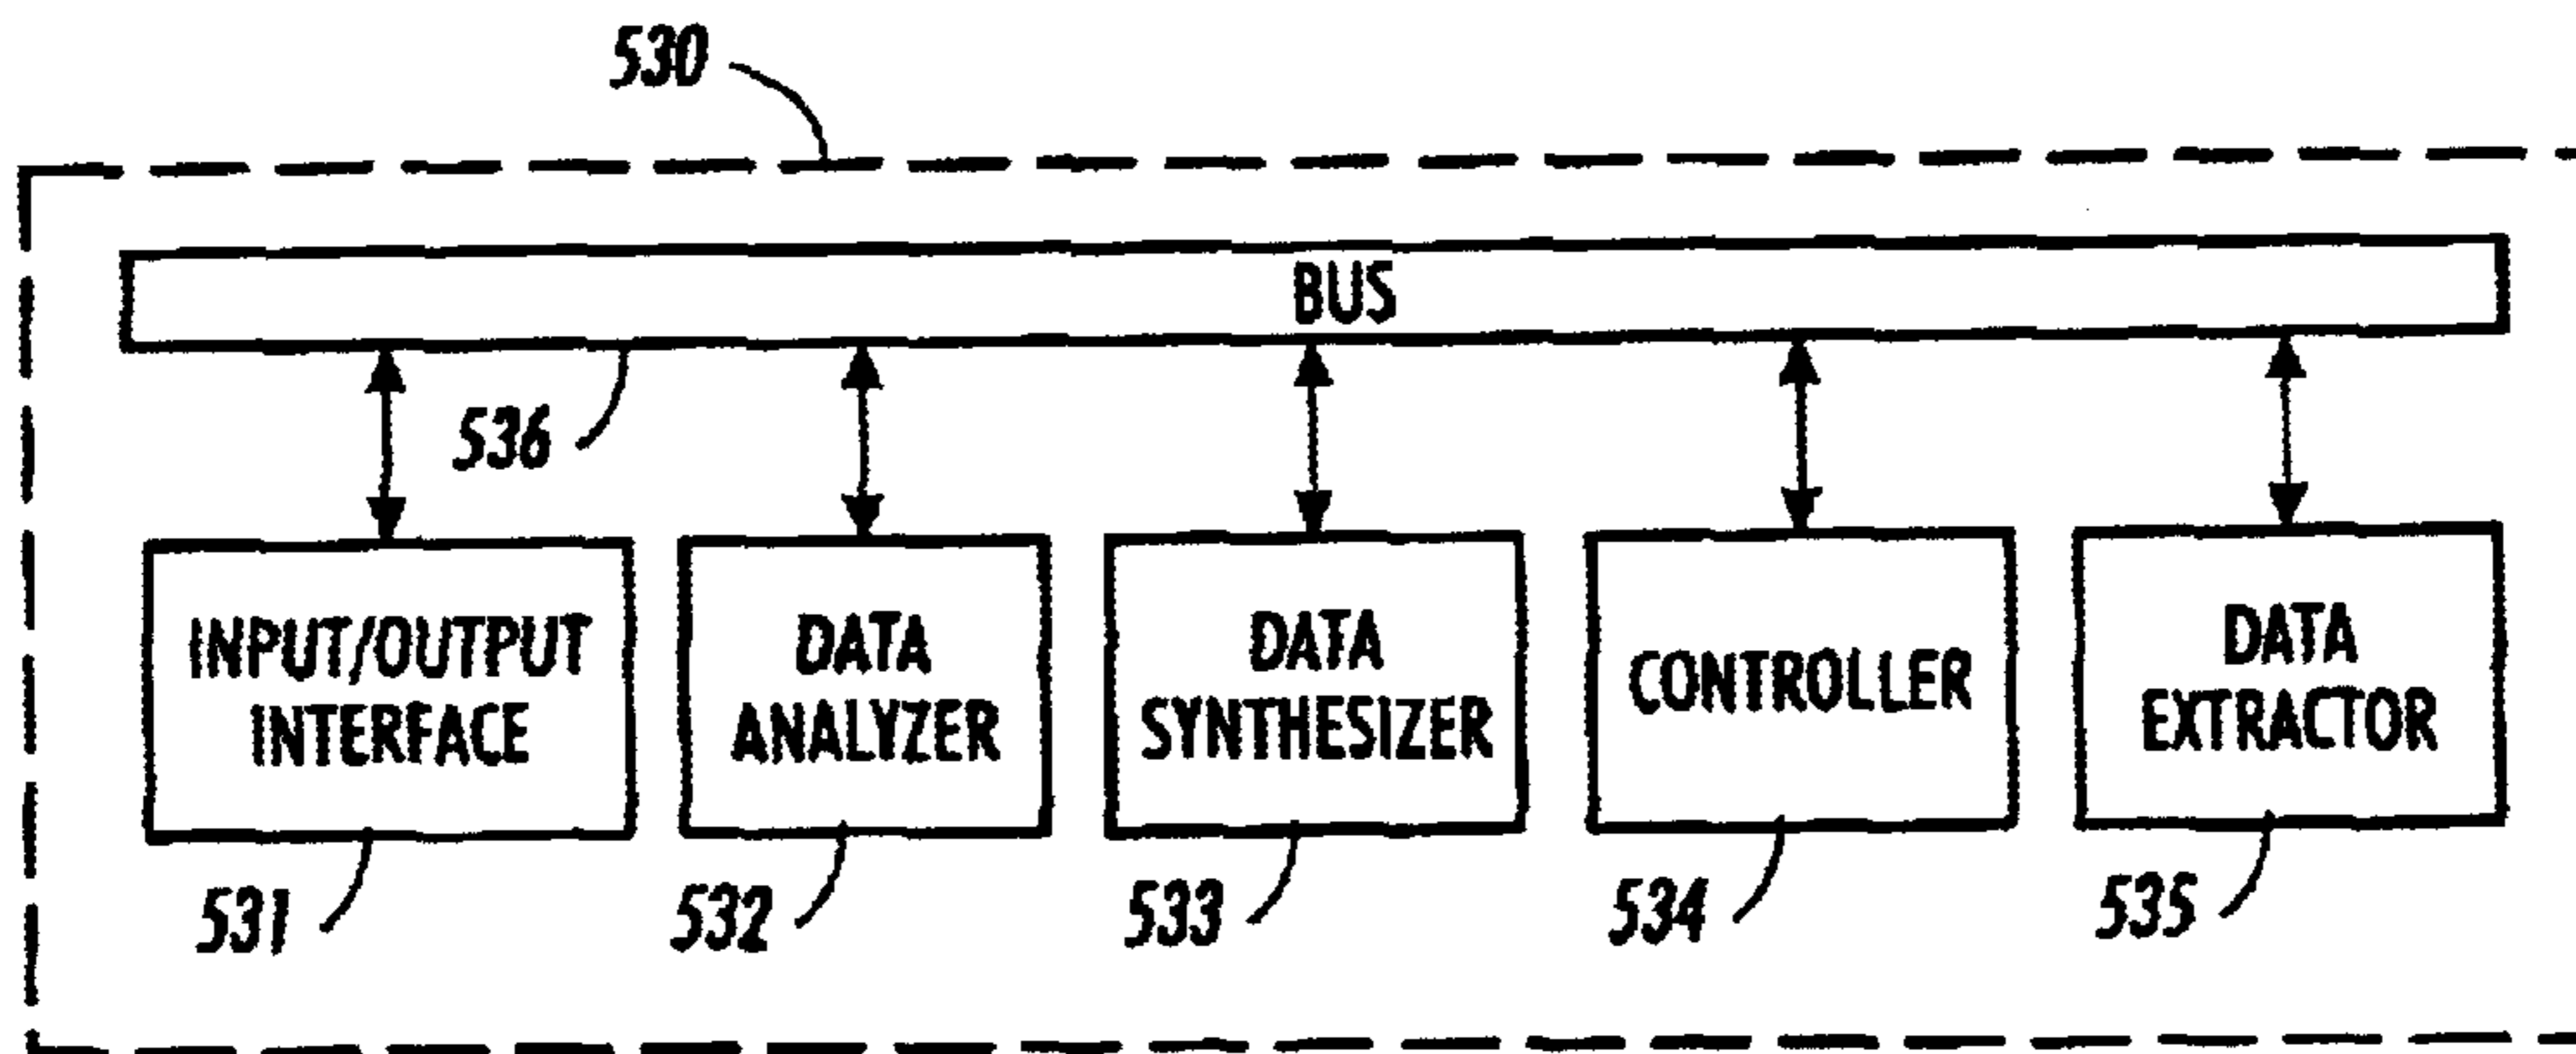 530
BUS
536
INPUT/OUTPUT
INTERFACE
DATA
ANALYZER
DATA
SYNTHESIZER
CONTROLLER
DATA
EXTRACTOR
531
532
533
534
535